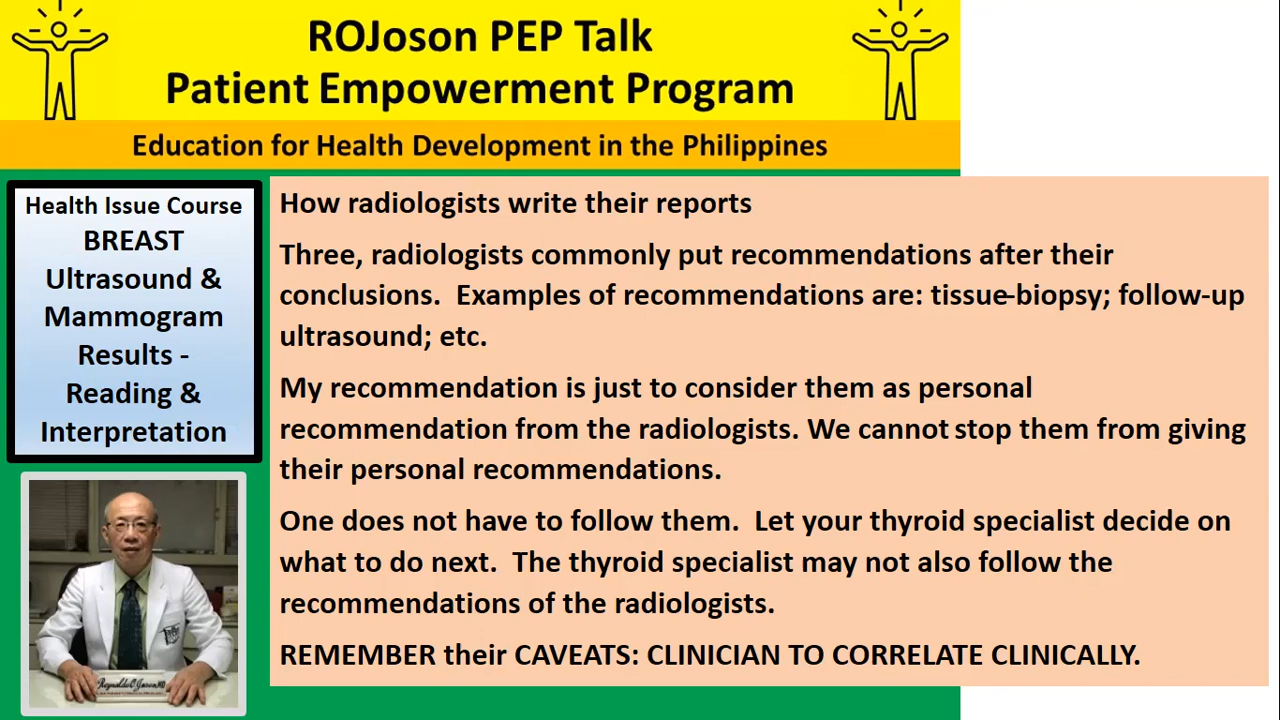 ROJoson PEP Talk
Patient Empowerment Program
Education for Health Development in the Philippines
Health Issue Course
BREAST
Ultrasound &
Mammogram
Results -
Reading &
Interpretation
How radiologists write their reports
Three, radiologists commonly put recommendations after their
conclusions.  Examples of recommendations are: tissue-biopsy; follow-up
ultrasound; etc.
My recommendation is just to consider them as personal
recommendation from the radiologists. We cannot stop them from giving
their personal recommendations.
One does not have to follow them.  Let your thyroid specialist decide on
what to do next.  The thyroid specialist may not also follow the
recommendations of the radiologists.
REMEMBER their CAVEATS: CLINICIAN TO CORRELATE CLINICALLY.